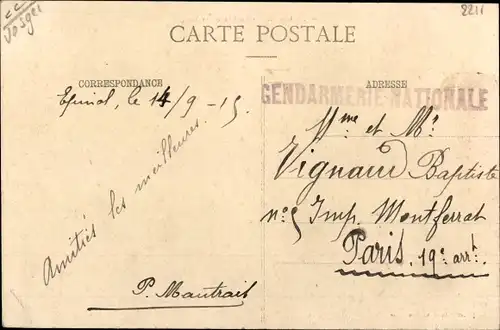 Vosges
2211
CARTE POSTALE
CORRESPONDANCE
ADRESSE
GENDARMERIE NATIONALE
Epinal, le 14/9-15.
Amitiés les meilleures.
P. Mautrait
Mme et Mr
Vignaud Baptiste
n° 5 Imp. Montferrat
Paris. 19e arrt.